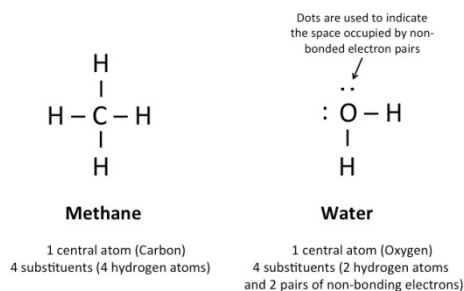 Dots are used to indicate
the space occupied by non-
bonded electron pairs
H
H – C – H
H
: O – H
H
Methane
Water
1 central atom (Carbon)
4 substituents (4 hydrogen atoms)
1 central atom (Oxygen)
4 substituents (2 hydrogen atoms
and 2 pairs of non-bonding electrons)